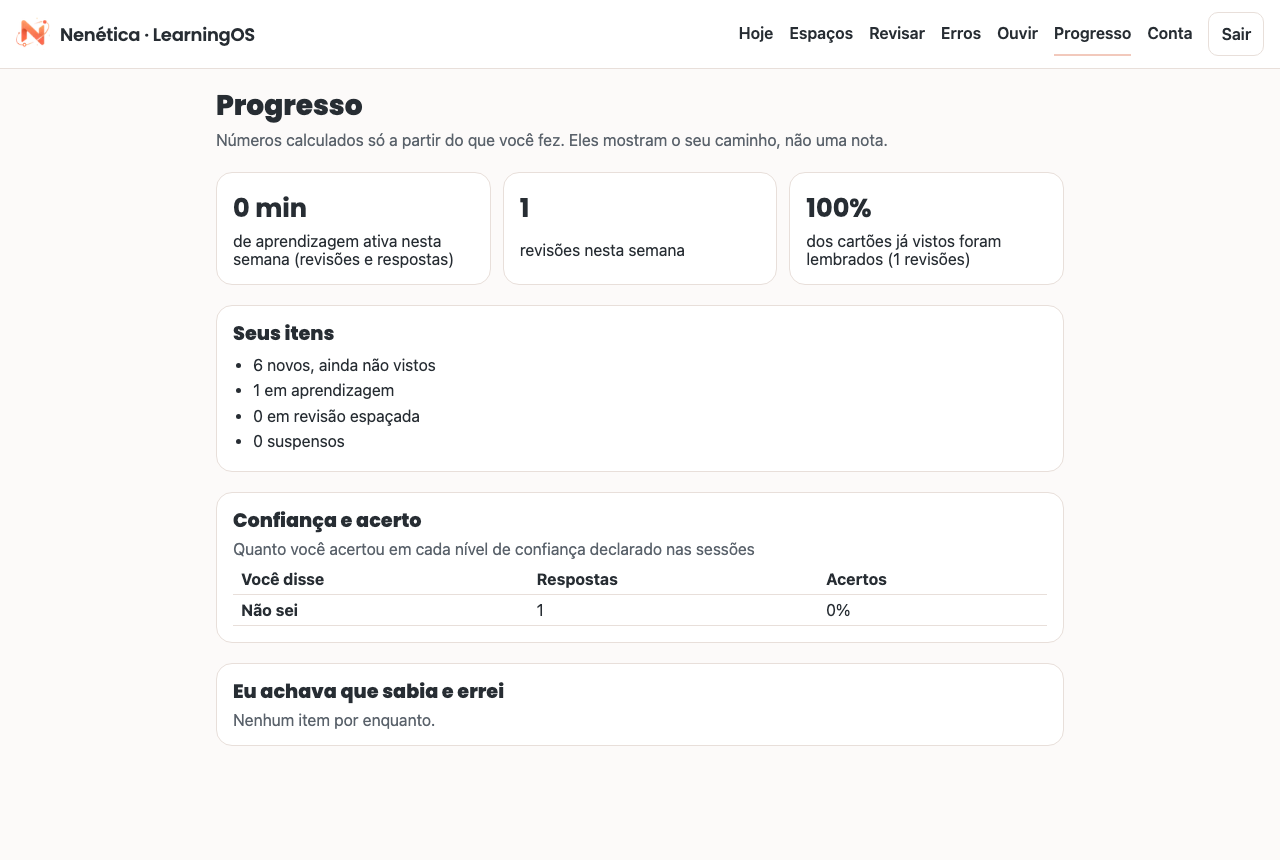 Nenética · LearningOS
Hoje Espaços Revisar Erros Ouvir Progresso Conta Sair
Progresso
Números calculados só a partir do que você fez. Eles mostram o seu caminho, não uma nota.
0 min
de aprendizagem ativa nesta
semana (revisões e respostas)
1
revisões nesta semana
100%
dos cartões já vistos foram
lembrados (1 revisões)
Seus itens
• 6 novos, ainda não vistos
• 1 em aprendizagem
• 0 em revisão espaçada
• 0 suspensos
Confiança e acerto
Quanto você acertou em cada nível de confiança declarado nas sessões
Você disse Respostas Acertos
Não sei 1 0%
Eu achava que sabia e errei
Nenhum item por enquanto.